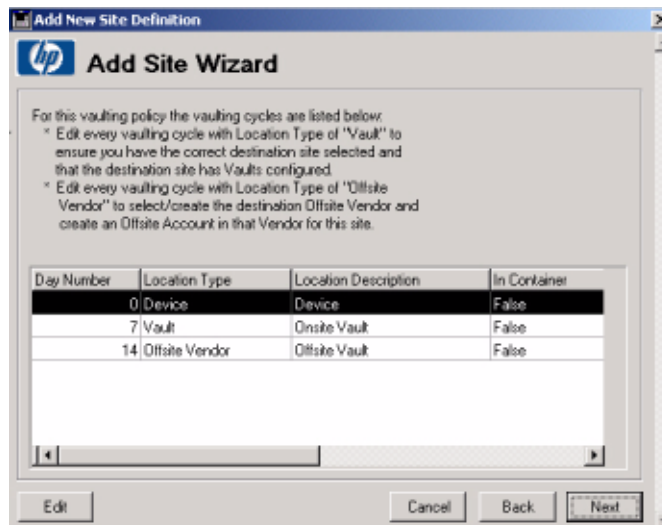 Add New Site Definition
hp Add Site Wizard
For this vaulting policy the vaulting cycles are listed below:
* Edit every vaulting cycle with Location Type of "Vault" to
ensure you have the correct destination site selected and
that the destination site has Vaults configured.
* Edit every vaulting cycle with Location Type of "Offsite
Vendor" to select/create the destination Offsite Vendor and
create an Offsite Account in that Vendor for this site.
Day Number Location Type Location Description In Container
0 Device Device False
7 Vault Onsite Vault False
14 Offsite Vendor Offsite Vault False
Edit Cancel Back Next